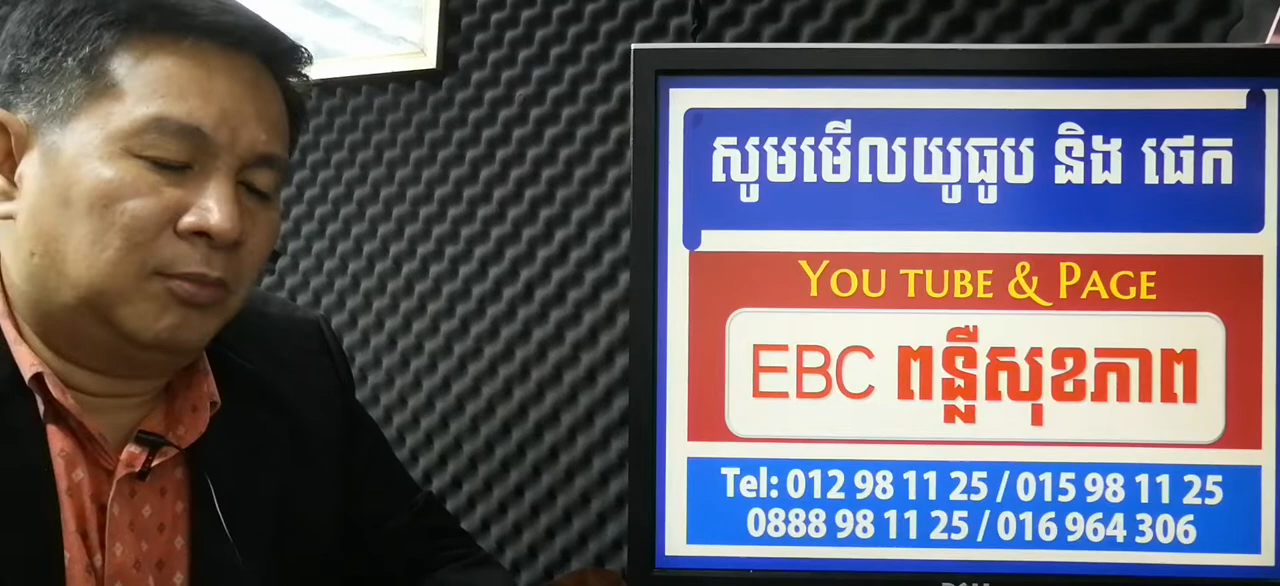 សូមមើលយូធូប និង ផេក
YOU TUBE & PAGE
EBC ពន្លឺសុខភាព
Tel: 012 98 11 25 / 015 98 11 25
0888 98 11 25 / 016 964 306